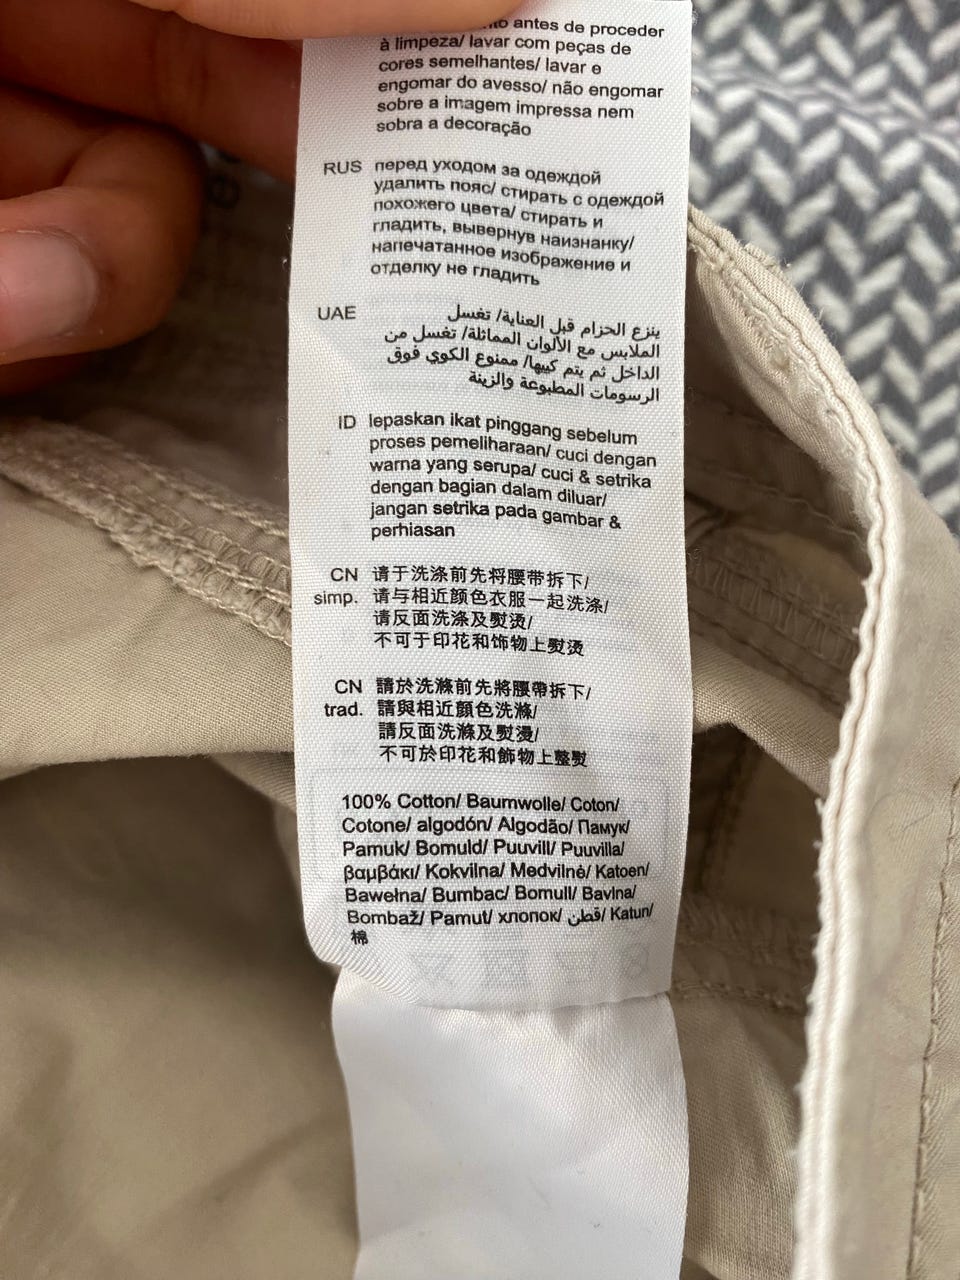 antes de proceder
à limpeza/ lavar com peças de
cores semelhantes/ lavar e
engomar do avesso/ não engomar
sobre a imagem impressa nem
sobra a decoração
RUS перед уходом за одеждой
удалить пояс/ стирать с одеждой
похожего цвета/ стирать и
гладить, вывернув наизнанку/
напечатанное изображение и
отделку не гладить
UAE ينزع الحزام قبل العناية/ تغسل
الملابس مع الألوان المماثلة/ تغسل من
الداخل ثم يتم كيها/ ممنوع الكوي فوق
الرسومات المطبوعة والزينة
ID lepaskan ikat pinggang sebelum
proses pemeliharaan/ cuci dengan
warna yang serupa/ cuci & setrika
dengan bagian dalam diluar/
jangan setrika pada gambar &
perhiasan
CN 请于洗涤前先将腰带拆下/
simp. 请与相近颜色衣服一起洗涤/
请反面洗涤及熨烫/
不可于印花和饰物上熨烫
CN 請於洗滌前先將腰帶拆下/
trad. 請與相近顏色洗滌/
請反面洗滌及熨燙/
不可於印花和飾物上整熨
100% Cotton/ Baumwolle/ Coton/
Cotone/ algodón/ Algodão/ Памук/
Pamuk/ Bomuld/ Puuvill/ Puuvilla/
βαμβάκι/ Kokvilna/ Medvilnė/ Katoen/
Bawełna/ Bumbac/ Bomull/ Bavlna/
Bombaž/ Pamut/ хлопок/ قطن/ Katun/
棉